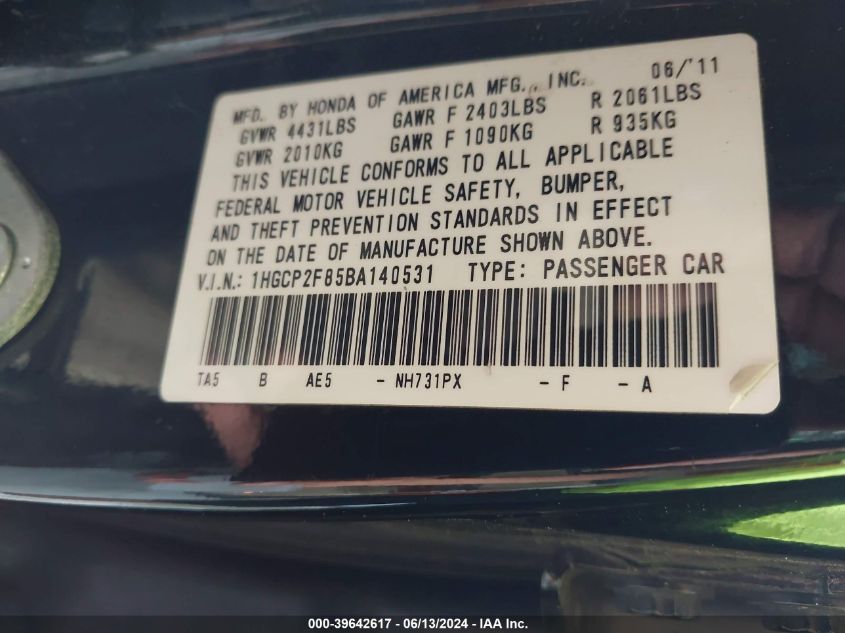 MFD. BY HONDA OF AMERICA MFG., INC. 06/'11
GVWR 4431LBS GAWR F 2403LBS R 2061LBS
GVWR 2010KG GAWR F 1090KG R 935KG
THIS VEHICLE CONFORMS TO ALL APPLICABLE
FEDERAL MOTOR VEHICLE SAFETY, BUMPER,
AND THEFT PREVENTION STANDARDS IN EFFECT
ON THE DATE OF MANUFACTURE SHOWN ABOVE.
V.I.N.: 1HGCP2F85BA140531 TYPE: PASSENGER CAR
TA5 B AE5 - NH731PX - F - A
000-39642617 - 06/13/2024 - IAA Inc.